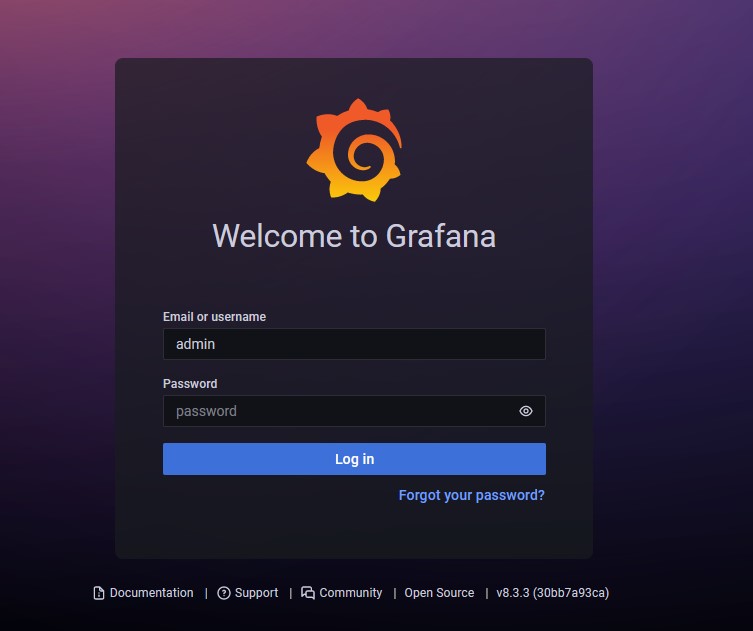 Welcome to Grafana
Email or username
admin
Password
password
Log in
Forgot your password?
Documentation | Support | Community | Open Source | v8.3.3 (30bb7a93ca)